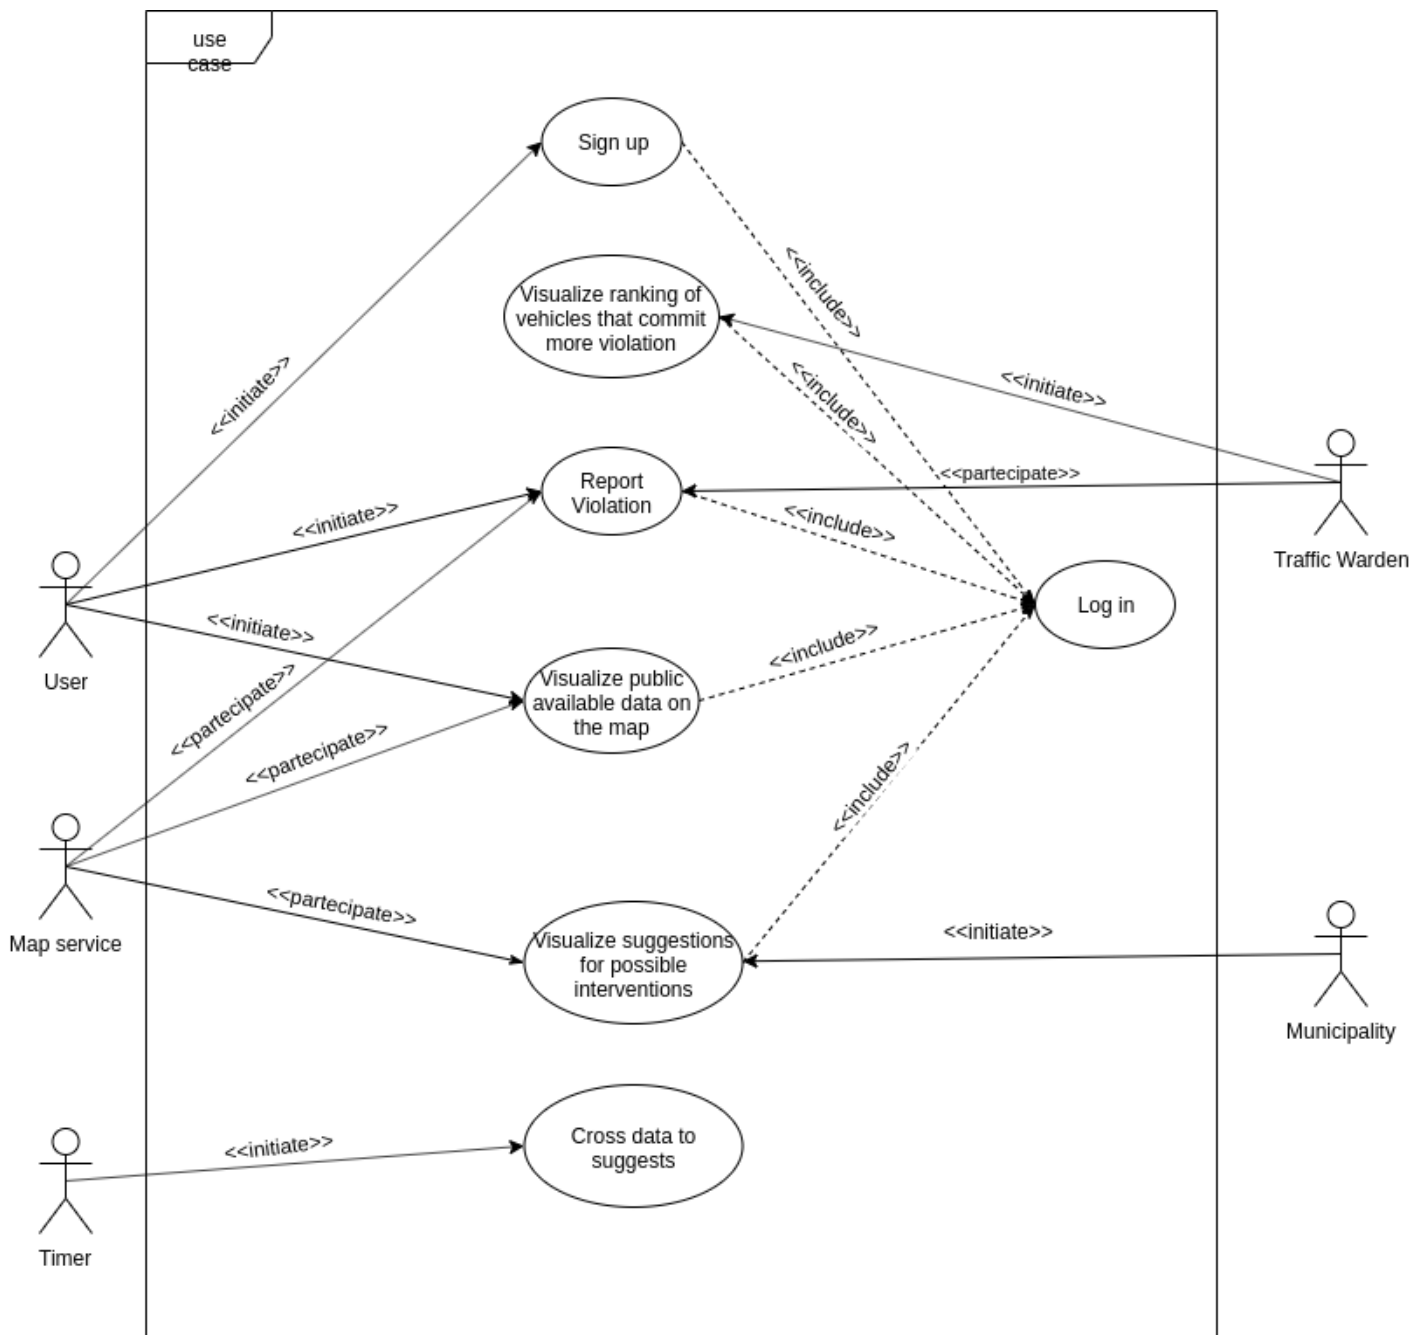 use
case
Sign up
<<include>>
Visualize ranking of
vehicles that commit
more violation
<<include>>
<<initiate>>
<<initiate>>
Report
Violation
<<partecipate>>
<<initiate>>
<<include>>
Traffic Warden
Log in
<<initiate>>
<<include>>
User
Visualize public
available data on
the map
<<partecipate>>
<<partecipate>>
<<include>>
Map service
<<partecipate>>
Visualize suggestions
for possible
interventions
<<initiate>>
Municipality
Cross data to
suggests
<<initiate>>
Timer